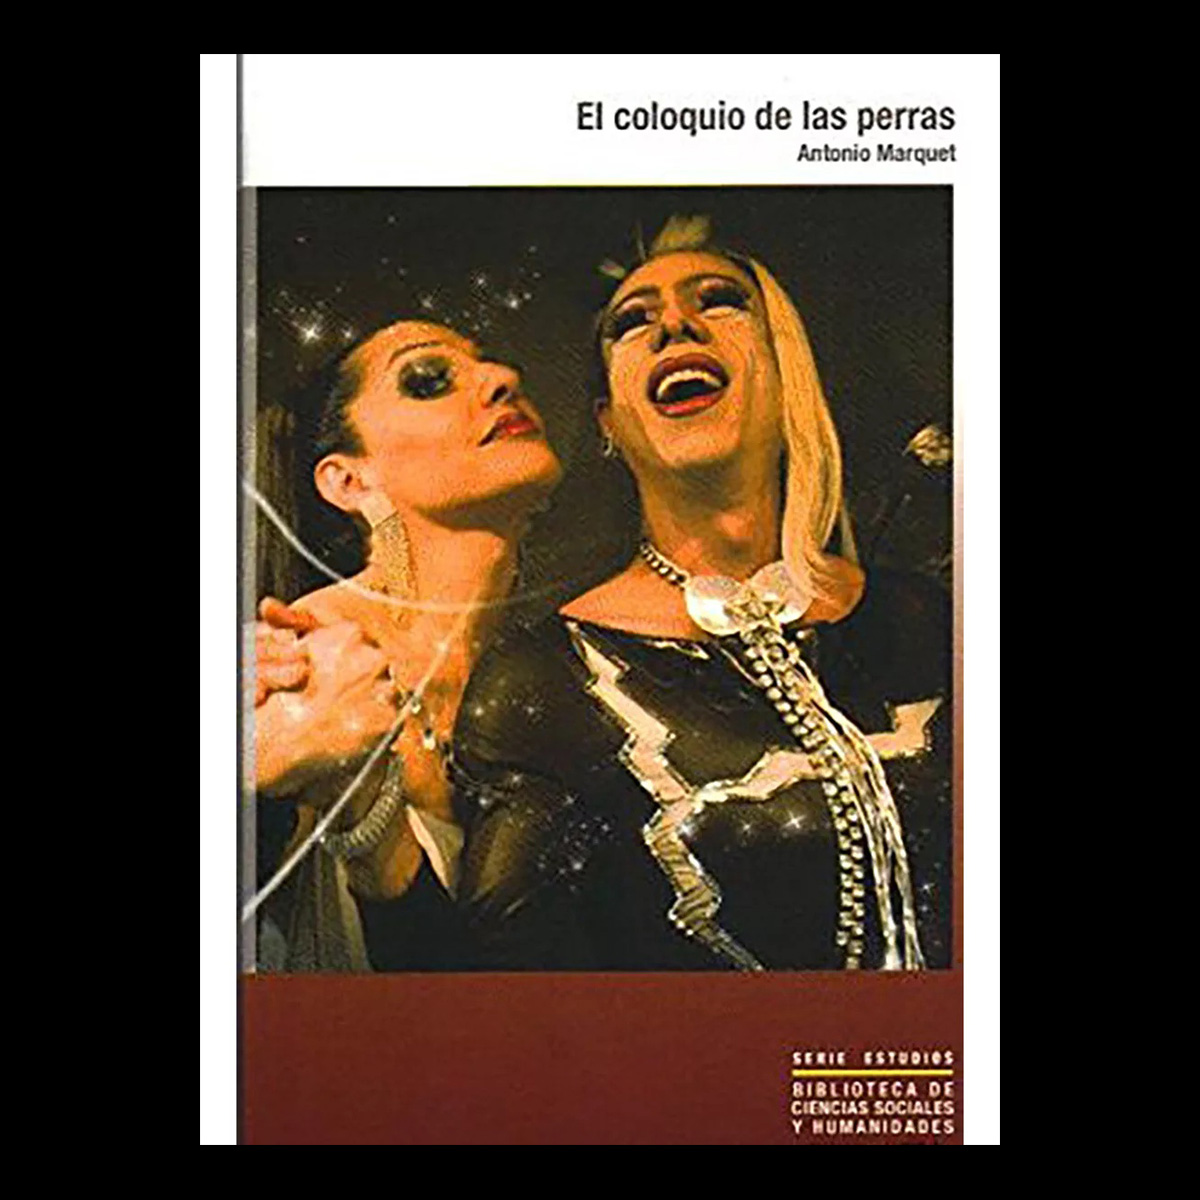 El coloquio de las perras
Antonio Marquet
SERIE ESTUDIOS
BIBLIOTECA DE
CIENCIAS SOCIALES
Y HUMANIDADES